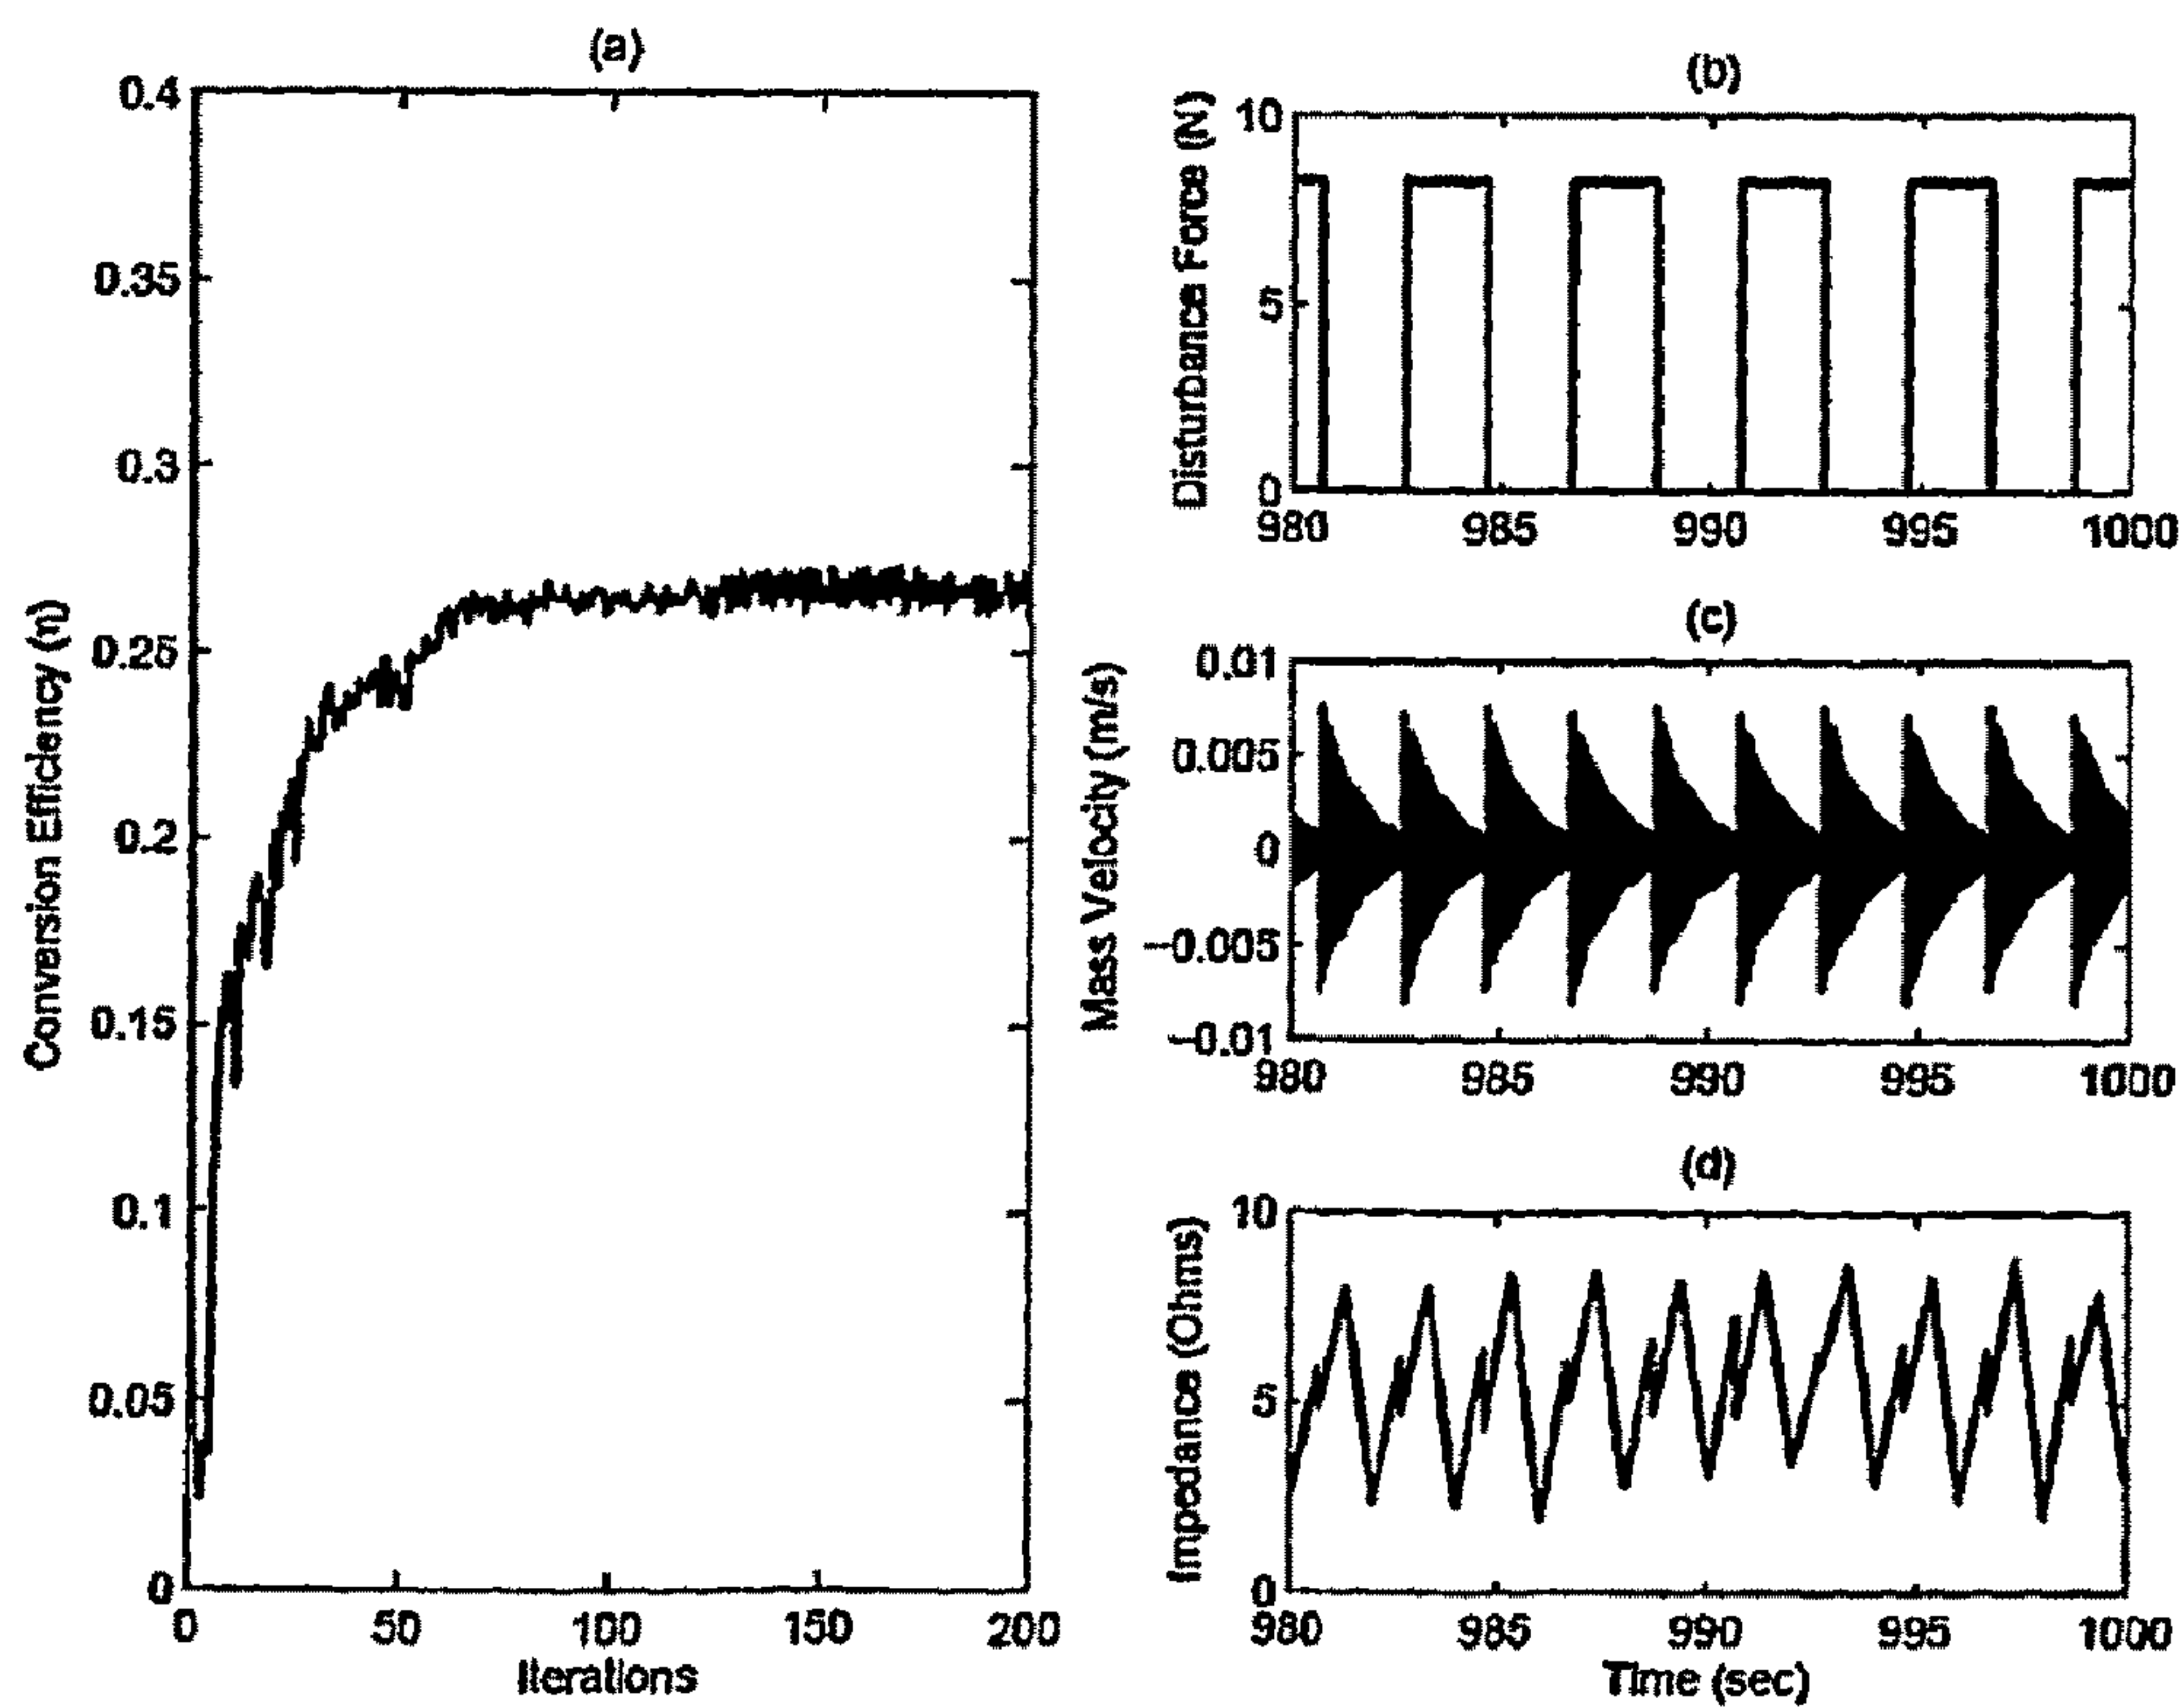 (a)
0.4
0.35
0.3
0.25
0.2
0.15
0.1
0.05
0
0 50 100 150 200
Iterations
Conversion Efficiency (η)
(b)
Disturbance Force (N)
10
5
0
980 985 990 995 1000
(c)
Mass Velocity (m/s)
0.01
0.005
0
−0.005
−0.01
980 985 990 995 1000
(d)
Impedance (Ohms)
10
5
0
980 985 990 995 1000
Time (sec)